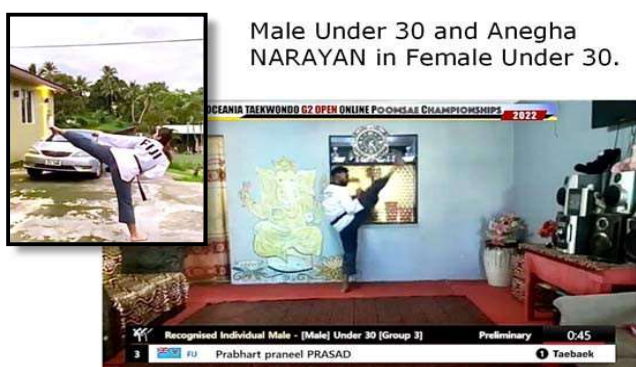 Male Under 30 and Anegha
NARAYAN in Female Under 30.
OCEANIA TAEKWONDO G2 OPEN ONLINE POOMSAE CHAMPIONSHIPS 2022
FIJI
Recognised Individual Male - [Male] Under 30 [Group 3] Preliminary 0:45
3 FIJ Prabhart praneel PRASAD 1 Taebaek